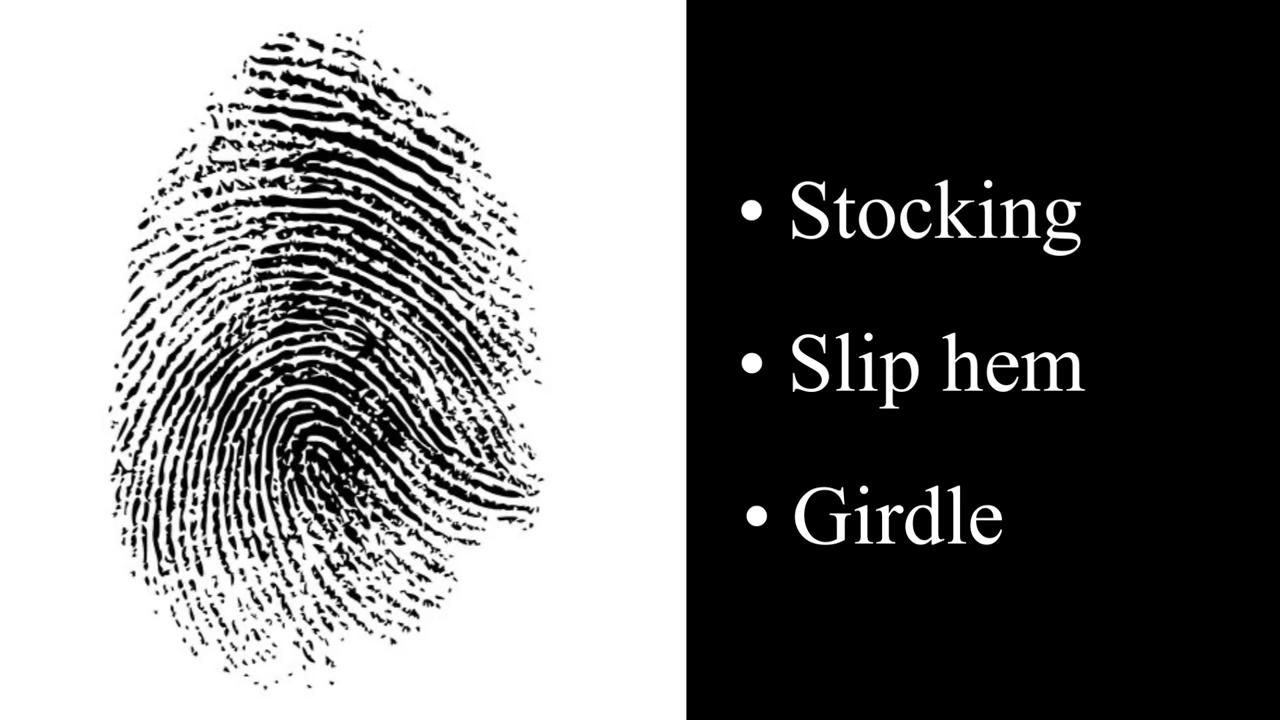 • Stocking
• Slip hem
• Girdle